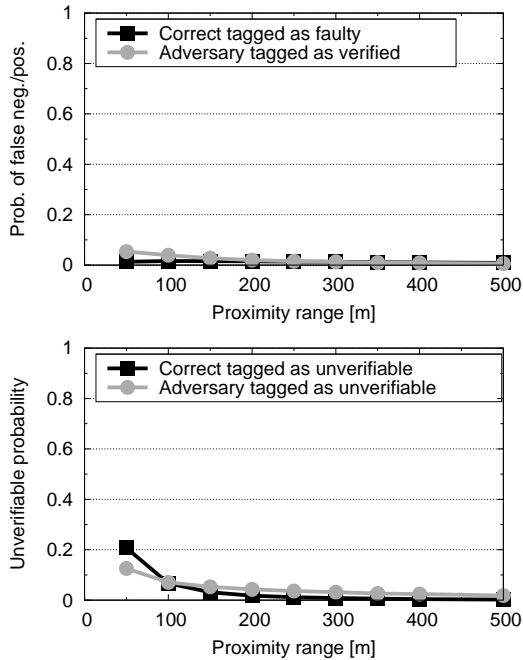 Prob. of false neg./pos.
1
0.8
0.6
0.4
0.2
0
Correct tagged as faulty
Adversary tagged as verified
0 100 200 300 400 500
Proximity range [m]
Unverifiable probability
1
0.8
0.6
0.4
0.2
0
Correct tagged as unverifiable
Adversary tagged as unverifiable
0 100 200 300 400 500
Proximity range [m]